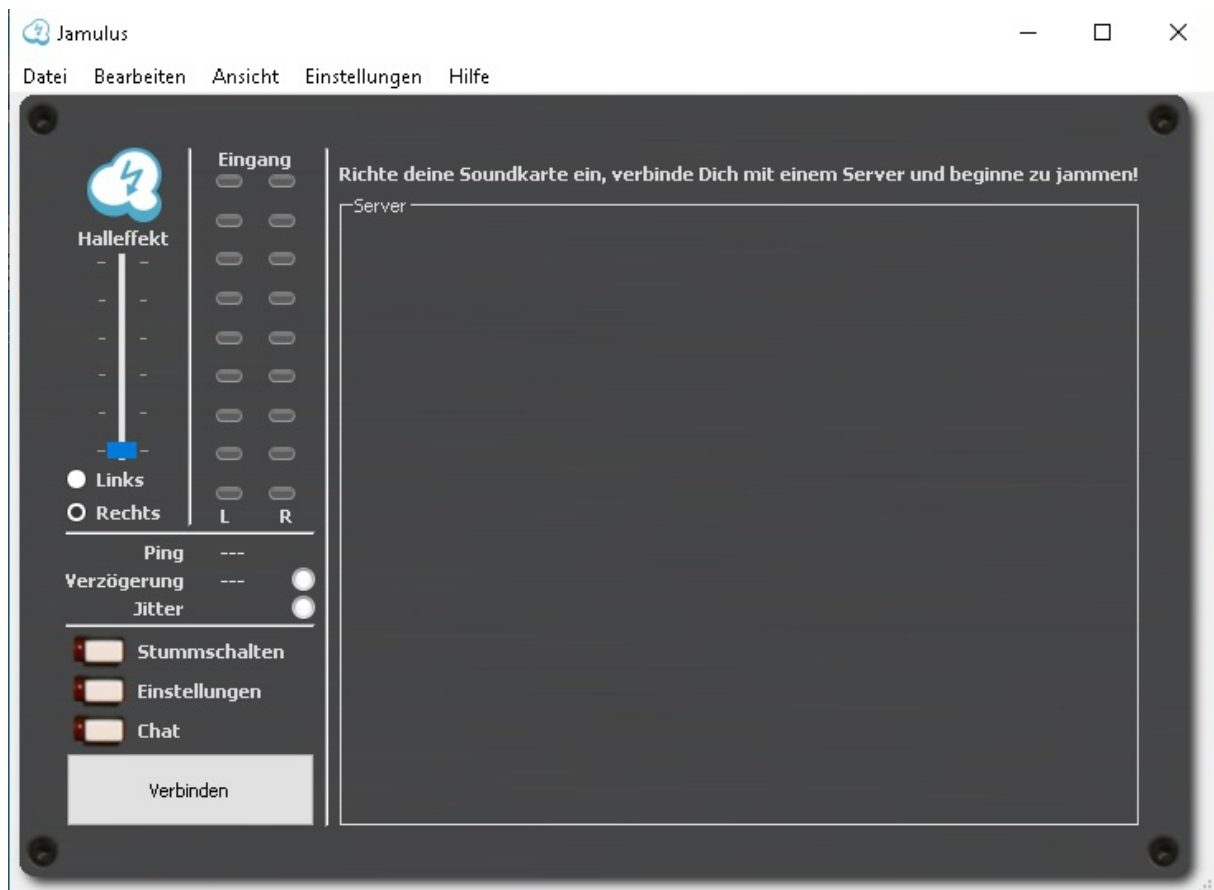 Jamulus
Datei Bearbeiten Ansicht Einstellungen Hilfe
Eingang
Richte deine Soundkarte ein, verbinde Dich mit einem Server und beginne zu jammen!
Server
Halleffekt
Links
Rechts
L R
Ping ---
Verzögerung ---
Jitter
Stummschalten
Einstellungen
Chat
Verbinden